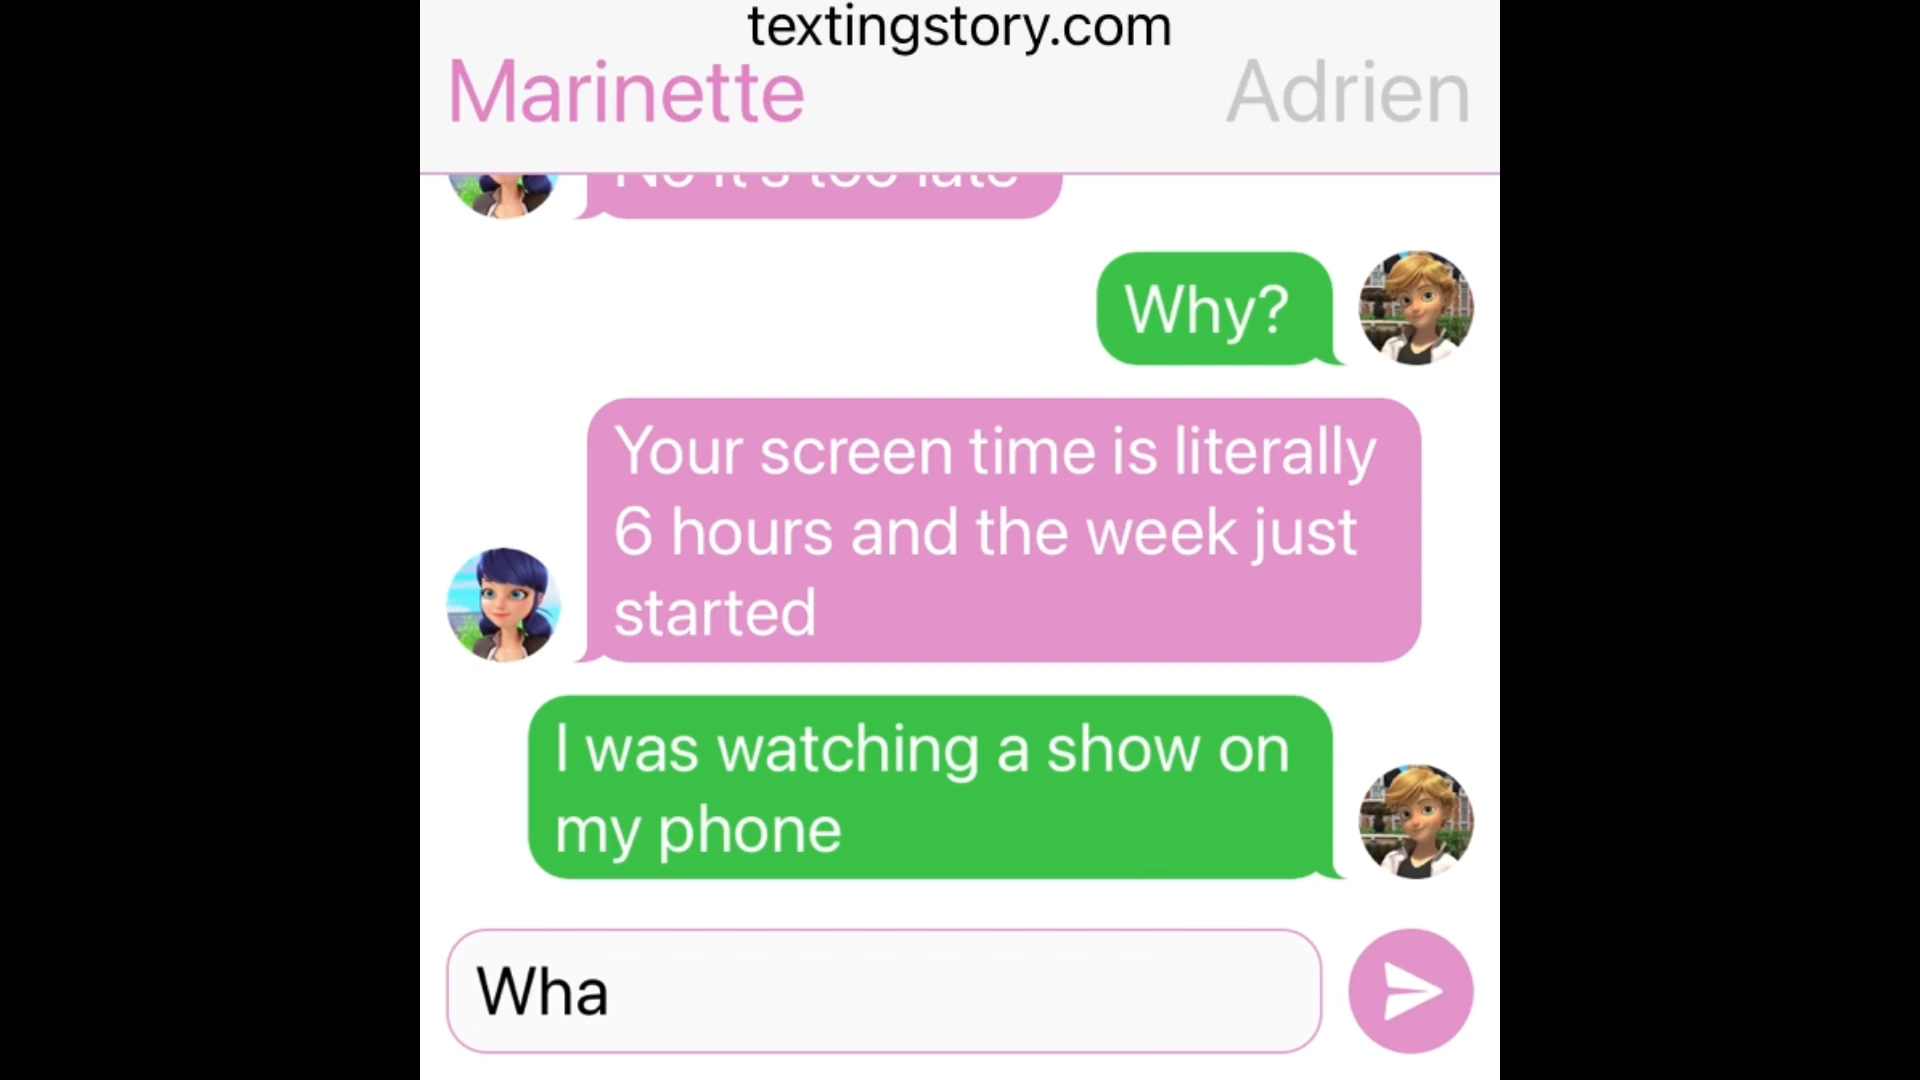 textingstory.com
Marinette
Adrien
No it's too late
Why?
Your screen time is literally
6 hours and the week just
started
I was watching a show on
my phone
Wha